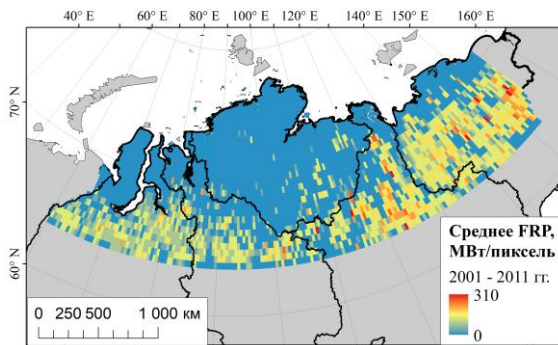 40° E
60° E
80° E
100° E
120° E
140° E
150° E
160° E
70° N
60° N
Среднее FRP,
МВт/пиксель
2001 - 2011 гг.
310
0
0 250 500 1 000 км